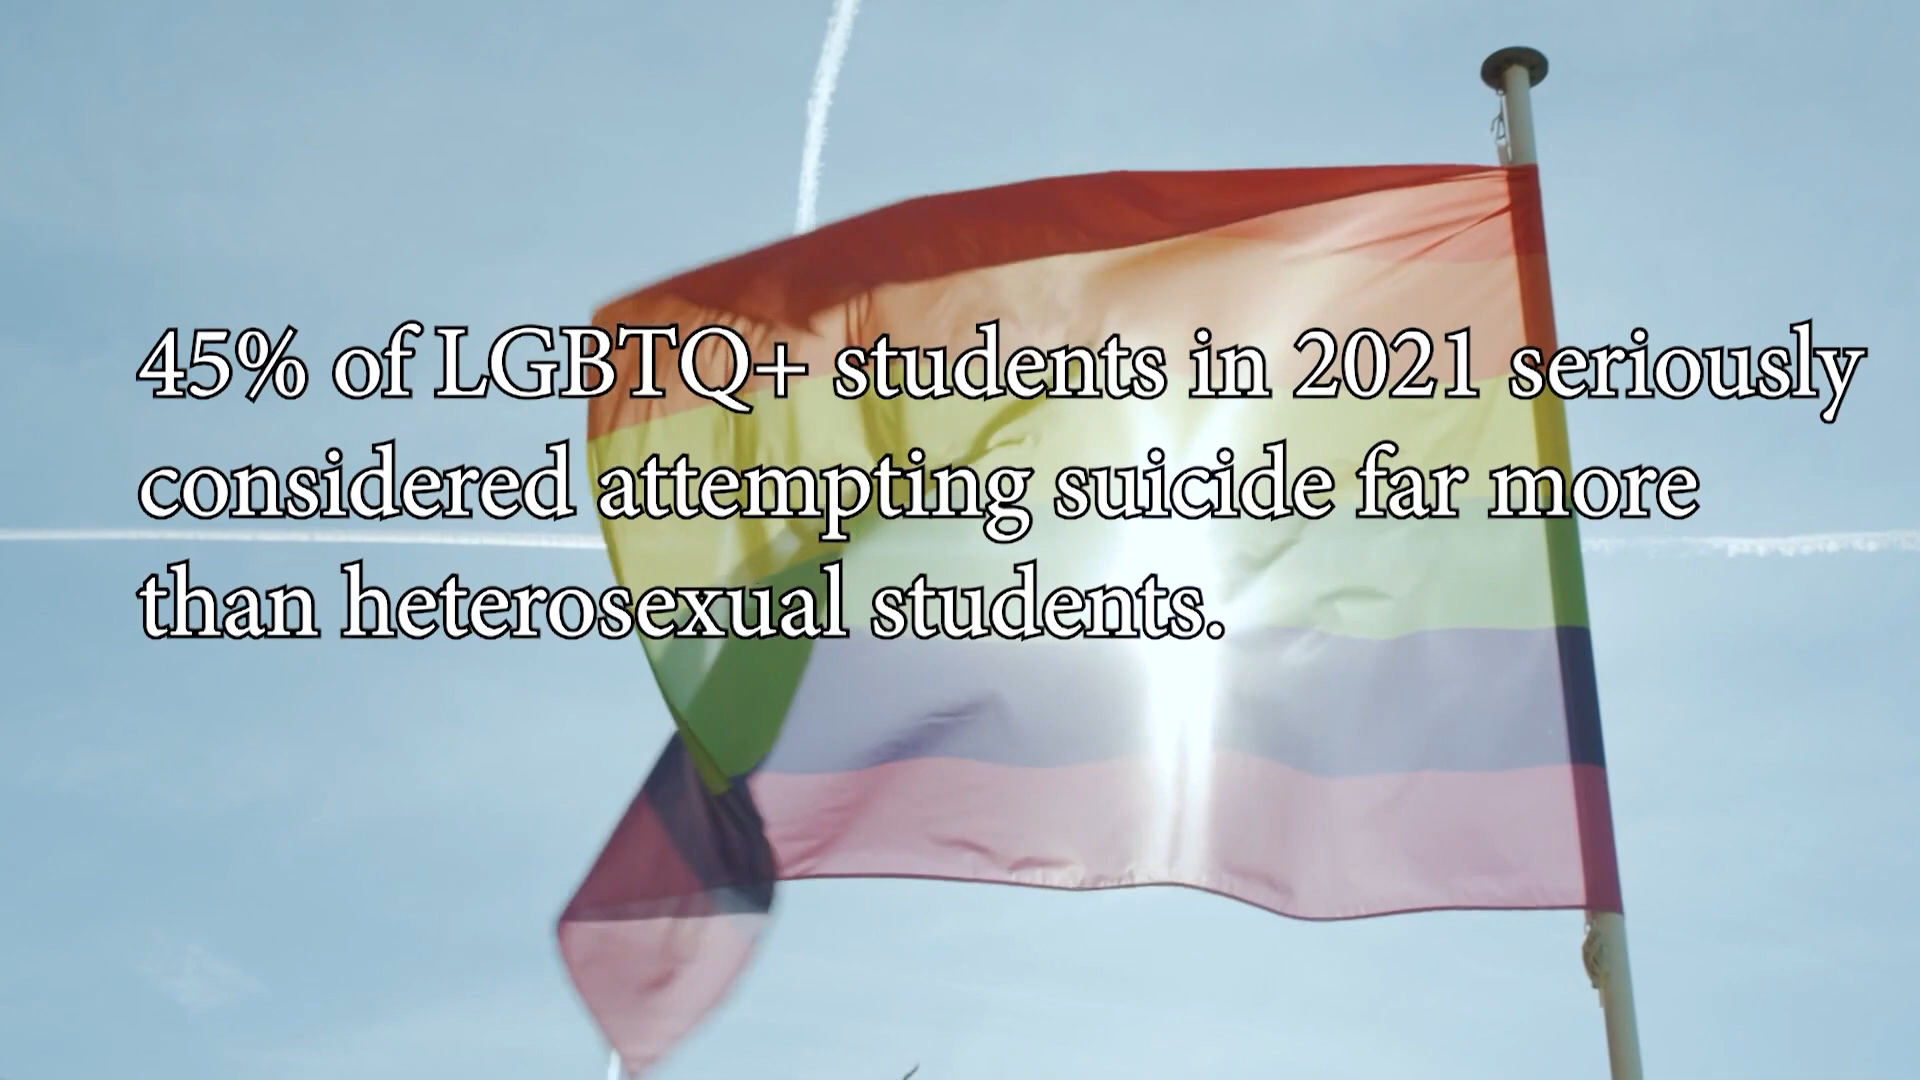 45% of LGBTQ+ students in 2021 seriously
considered attempting suicide far more
than heterosexual students.